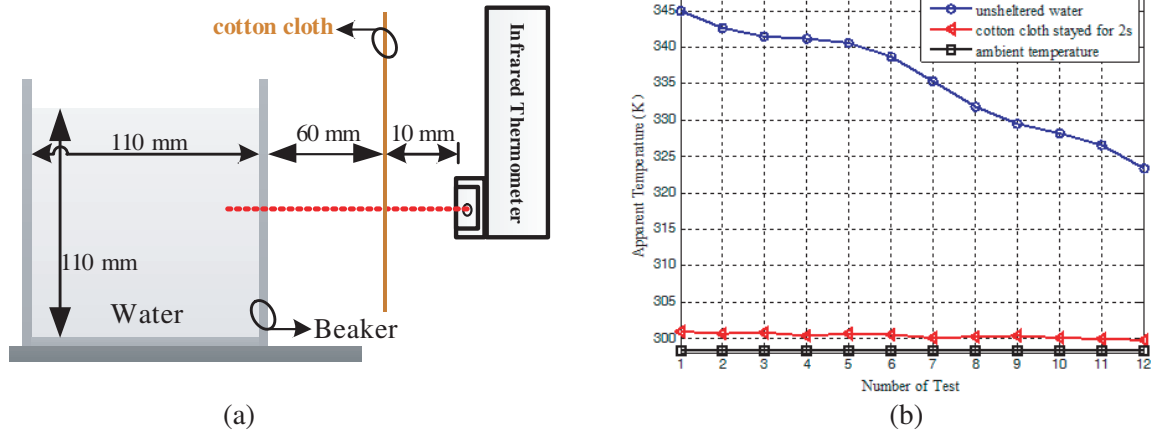 cotton cloth
Infrared Thermometer
110 mm
60 mm
10 mm
110 mm
Water
Beaker
(a)
unsheltered water
cotton cloth stayed for 2s
ambient temperature
345
340
335
330
325
320
315
310
305
300
Apparent Temperature (K)
1 2 3 4 5 6 7 8 9 10 11 12
Number of Test
(b)